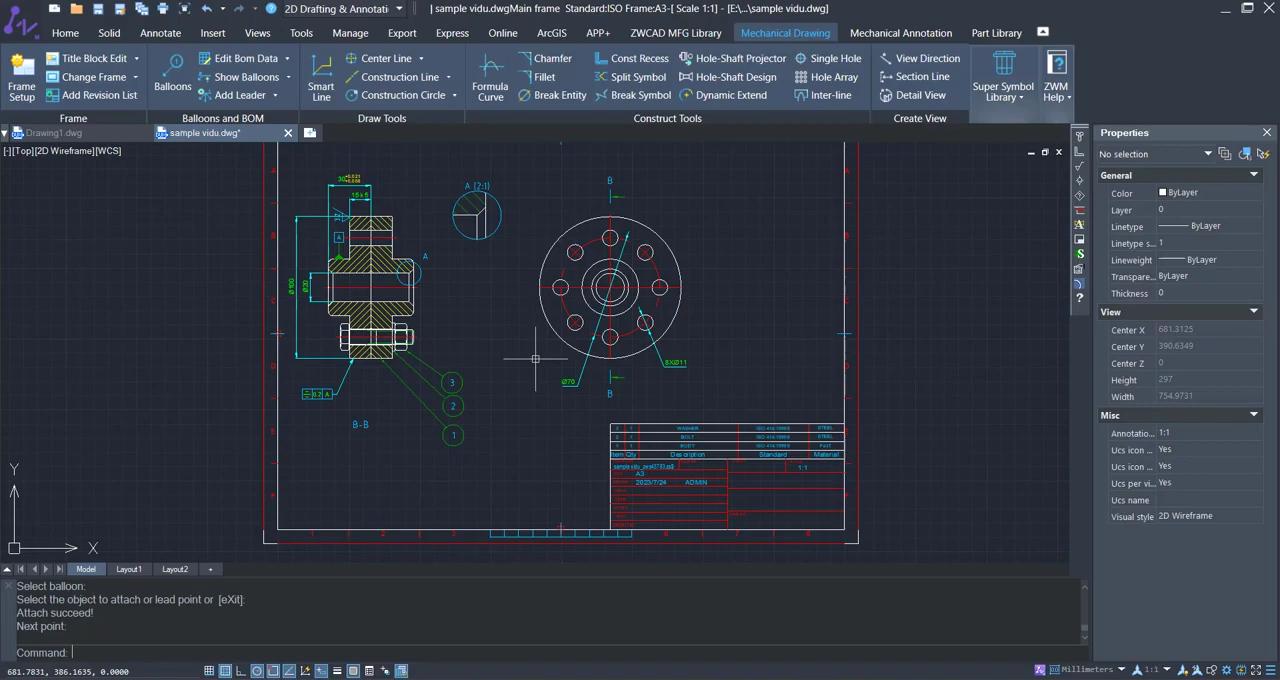 2D Drafting & Annotation
| sample vidu.dwgMain frame Standard:ISO Frame:A3-[ Scale 1:1] - [E:\...\sample vidu.dwg]
Home Solid Annotate Insert Views Tools Manage Export Express Online ArcGIS APP+ ZWCAD MFG Library Mechanical Drawing Mechanical Annotation Part Library
Title Block Edit Edit Bom Data Center Line Chamfer Const Recess Hole-Shaft Projector Single Hole View Direction
Change Frame Show Balloons Construction Line Fillet Split Symbol Hole-Shaft Design Hole Array Section Line
Frame Setup Balloons Smart Line Formula Curve Super Symbol Library ZWM Help
Add Revision List Add Leader Construction Circle Break Entity Break Symbol Dynamic Extend Inter-line Detail View
Frame Balloons and BOM Draw Tools Construct Tools Create View
Drawing1.dwg sample vidu.dwg*
[-][Top][2D Wireframe][WCS]
A (2:1)
B
A
A
Ø100
Ø30
8XØ11
Ø70
0.2 A
3
2
1
B
B-B
WASHER STEEL
BOLT STEEL
BODY
Item Qty Description Standard Material
A3
1:1
2023/7/24 ADMIN
Y
X
Properties
No selection
General
Color ByLayer
Layer 0
Linetype ByLayer
Linetype s... 1
Lineweight ByLayer
Transpare... ByLayer
Thickness 0
View
Center X 681.3125
Center Y 390.6349
Center Z 0
Height 297
Width 754.9731
Misc
Annotatio... 1:1
Ucs icon ... Yes
Ucs icon ... Yes
Ucs per vi... Yes
Ucs name
Visual style 2D Wireframe
Model Layout1 Layout2 +
Select balloon:
Select the object to attach or lead point or [eXit]:
Attach succeed!
Next point:
Command:
681.7831, 386.1635, 0.0000
Millimeters 1:1